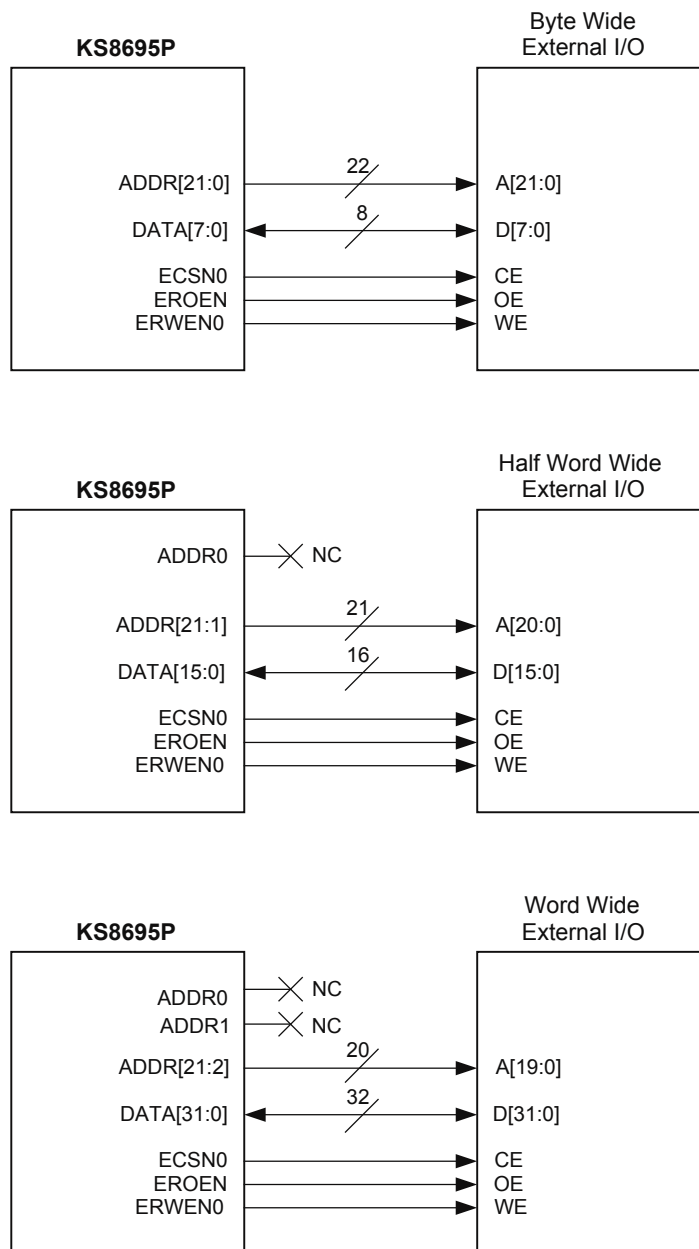 Byte Wide
KS8695P External I/O
22
ADDR[21:0] A[21:0]
8
DATA[7:0] D[7:0]
ECSN0 CE
EROEN OE
ERWEN0 WE
Half Word Wide
KS8695P External I/O
ADDR0 NC
21
ADDR[21:1] A[20:0]
16
DATA[15:0] D[15:0]
ECSN0 CE
EROEN OE
ERWEN0 WE
Word Wide
KS8695P External I/O
ADDR0 NC
ADDR1 NC
20
ADDR[21:2] A[19:0]
32
DATA[31:0] D[31:0]
ECSN0 CE
EROEN OE
ERWEN0 WE